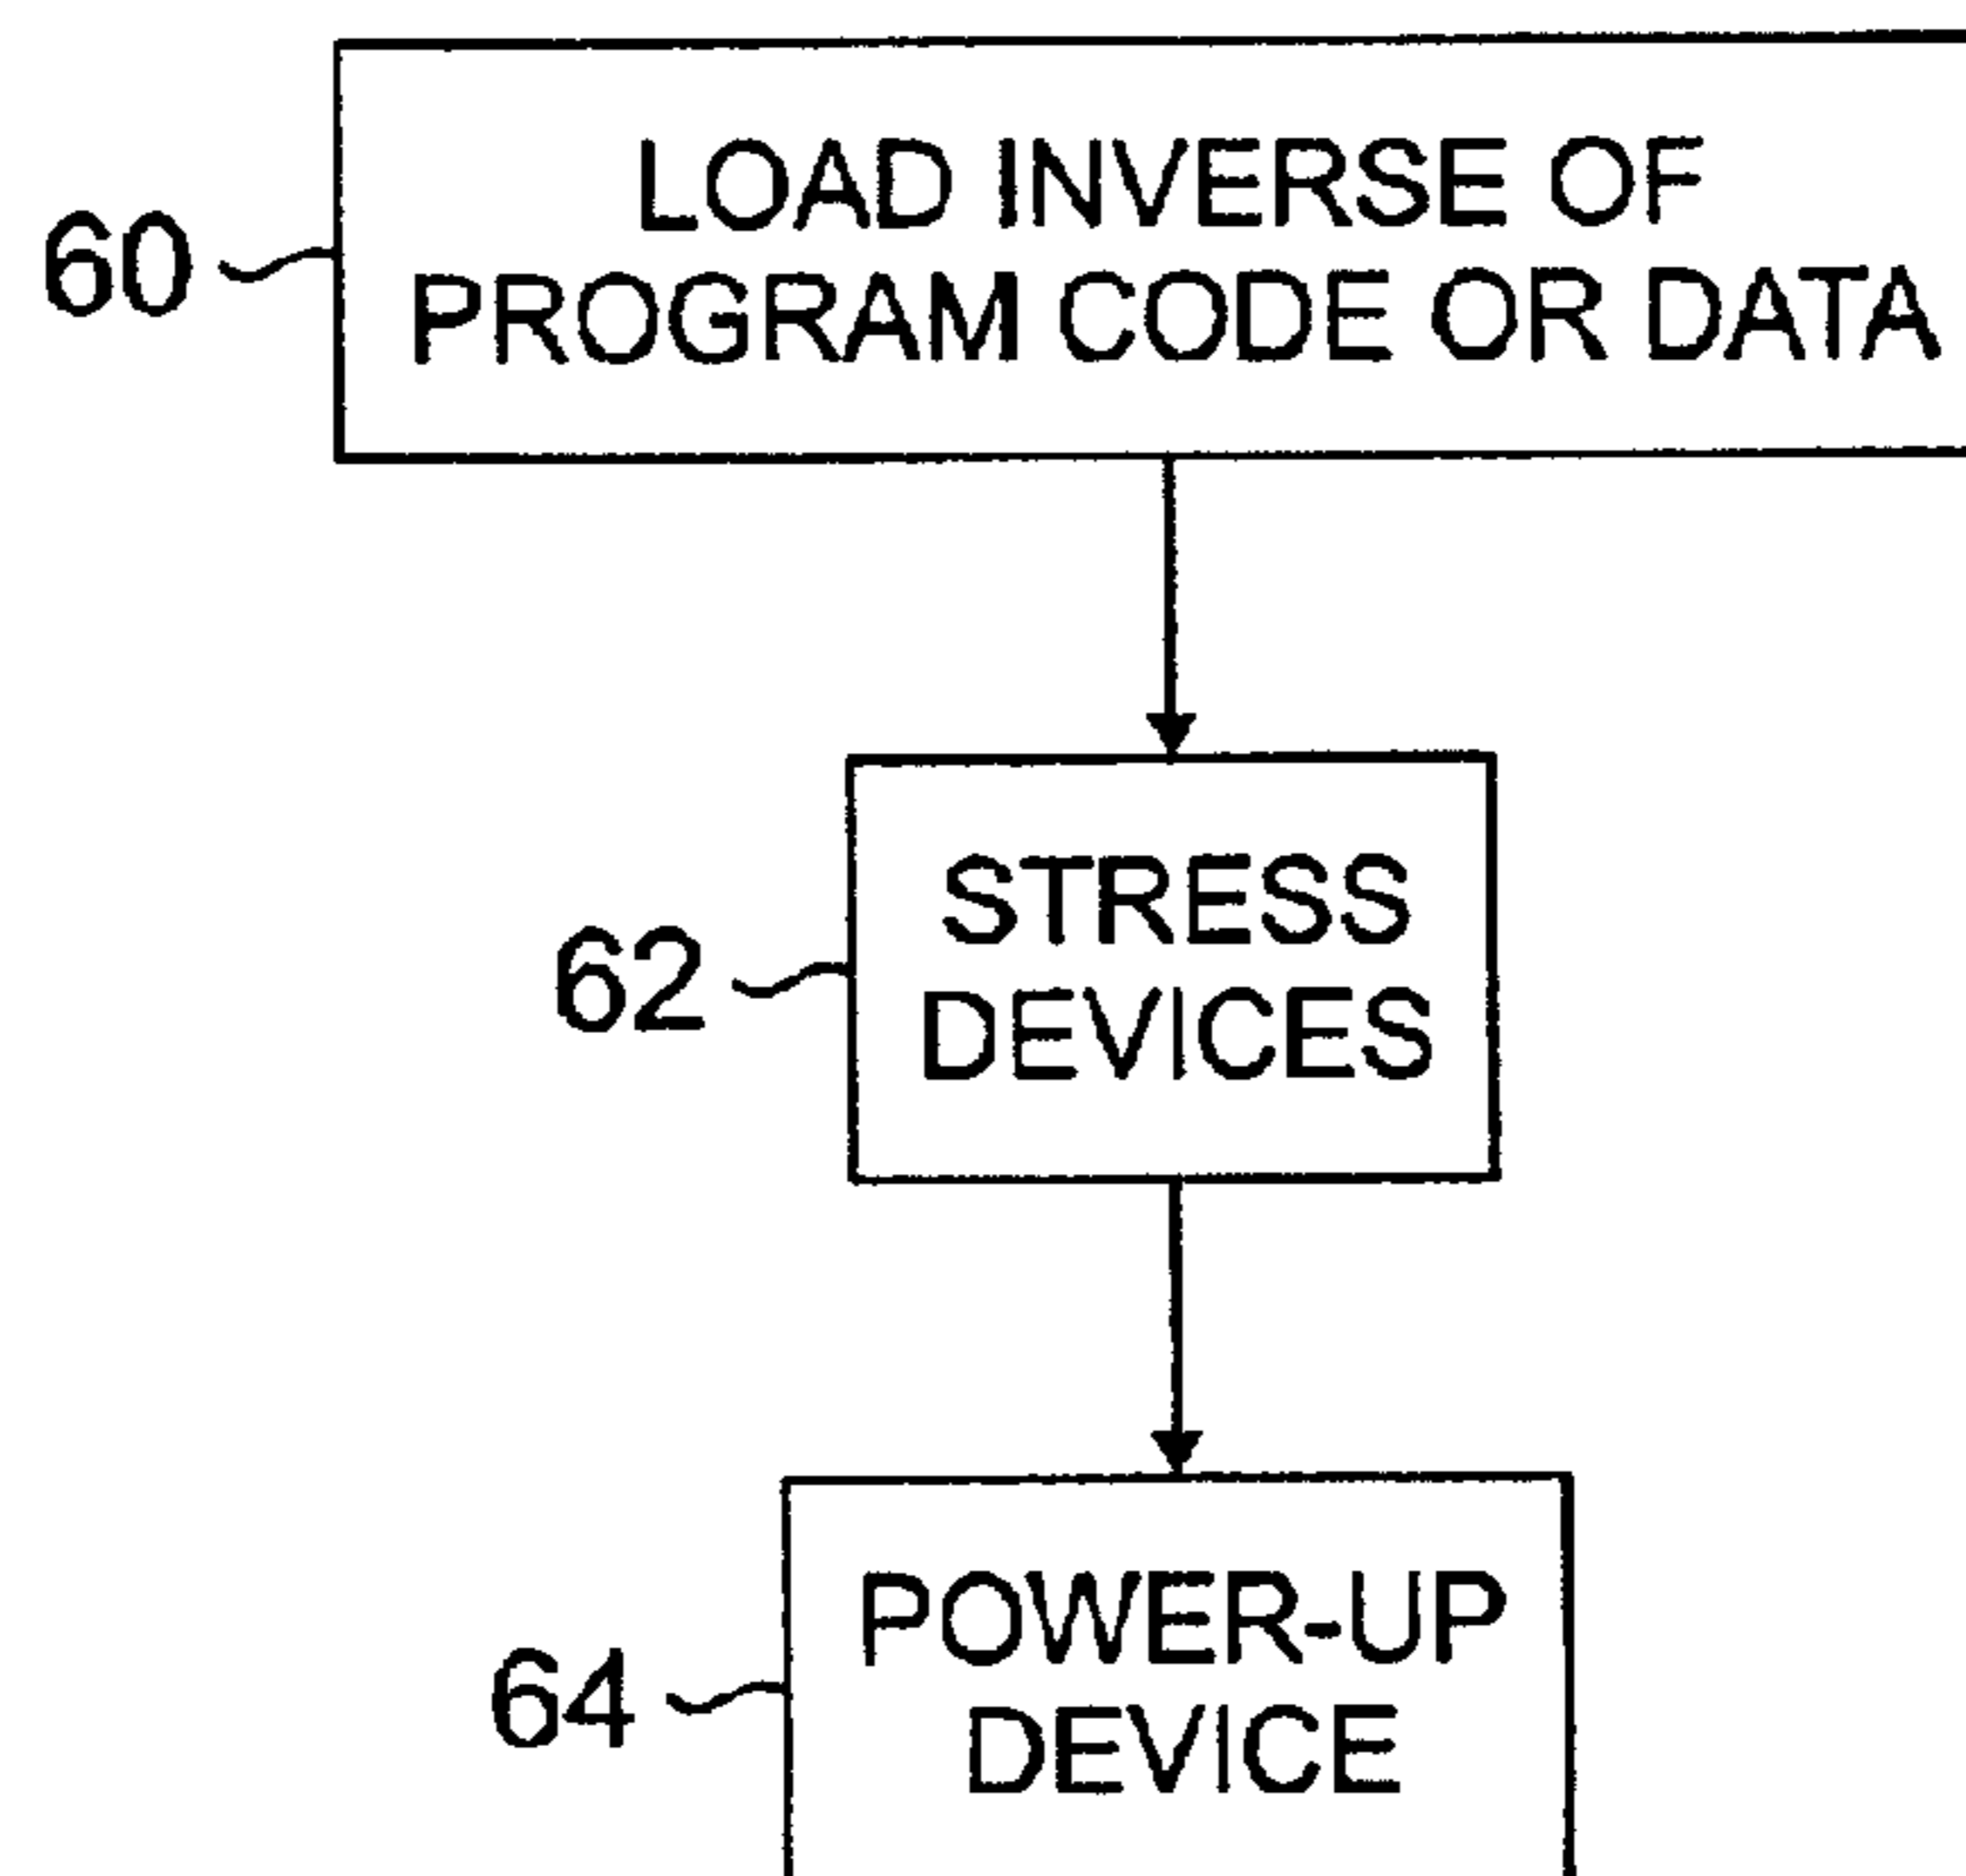 LOAD INVERSE OF
60
PROGRAM CODE OR DATA
STRESS
62
DEVICES
POWER-UP
64
DEVICE